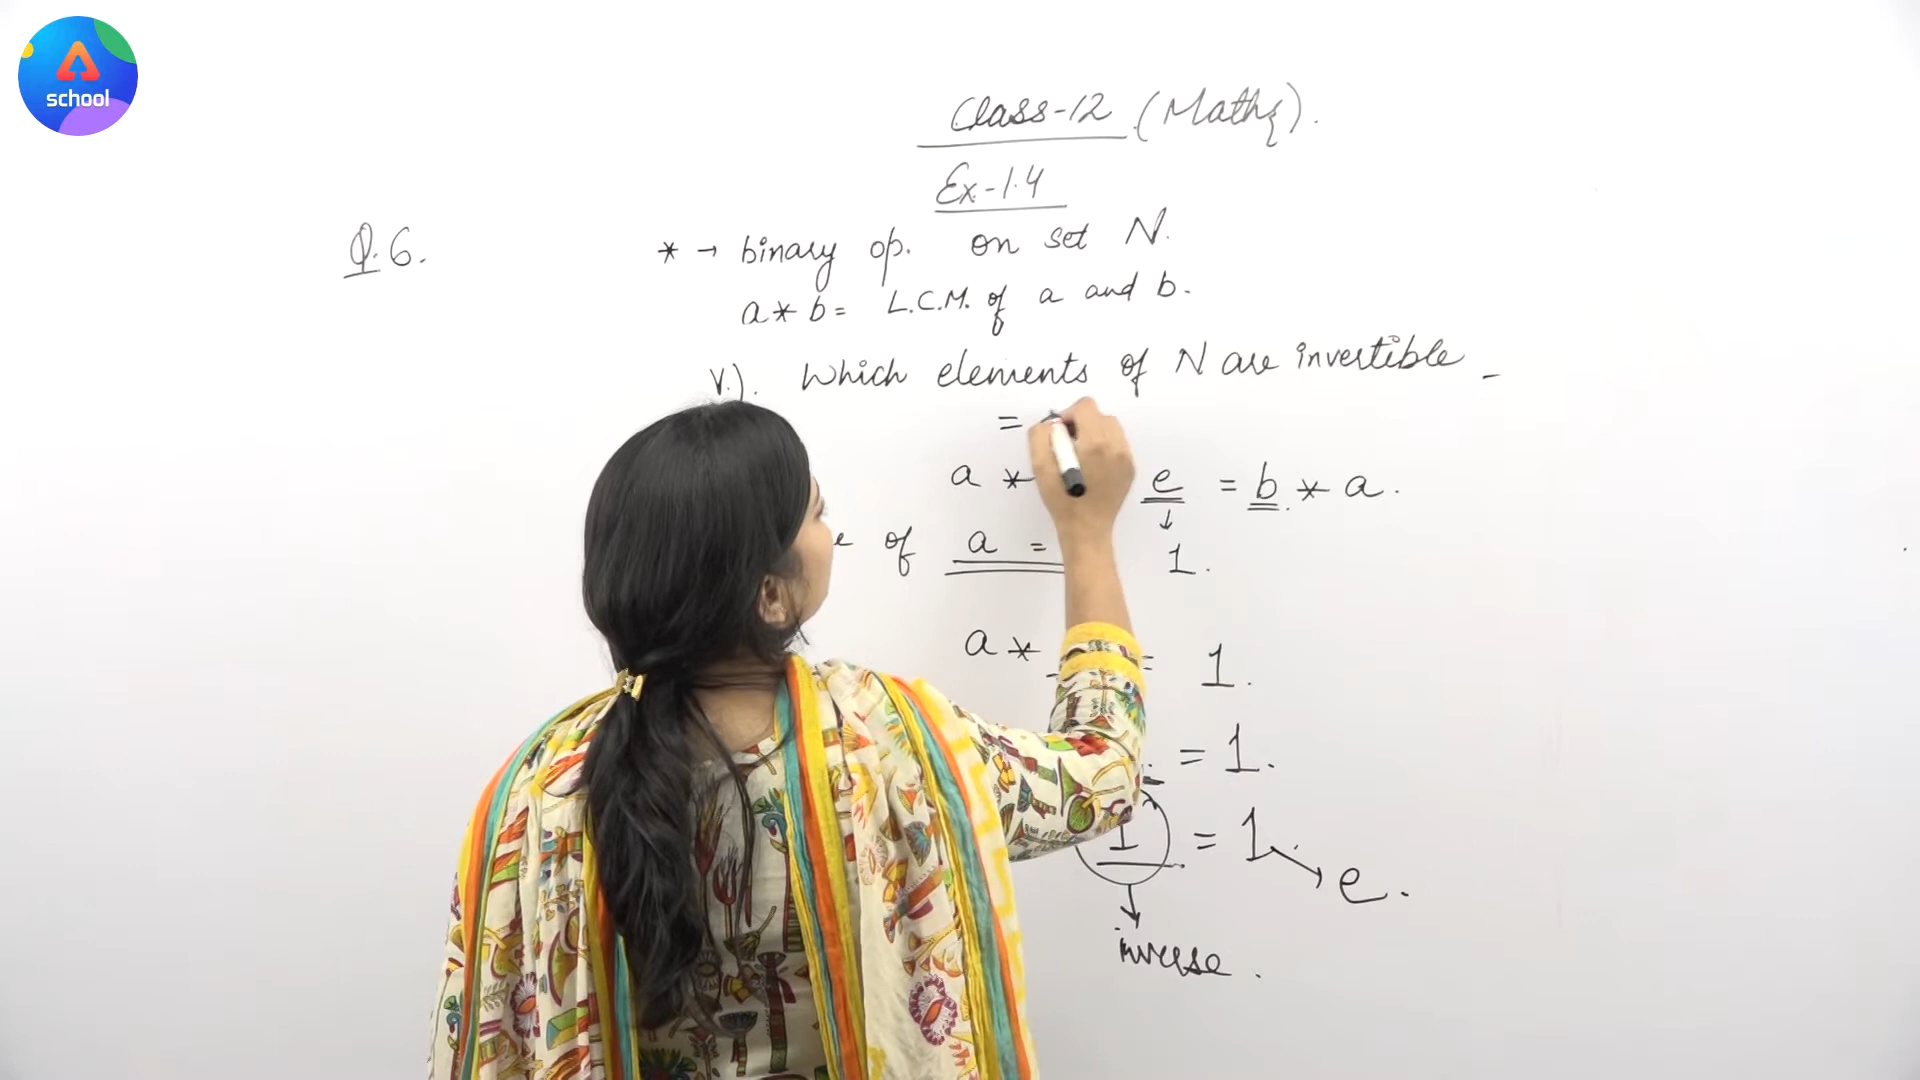 school
Class-12 (Maths).
Ex-1.4
Q.6.
* → binary op. on set N.
a * b = L.C.M. of a and b.
V.). Which elements of N are invertible -
=
a * e = b * a.
↓
of a = 1.
a * = 1.
= 1.
1 = 1 → e.
↓
inverse.